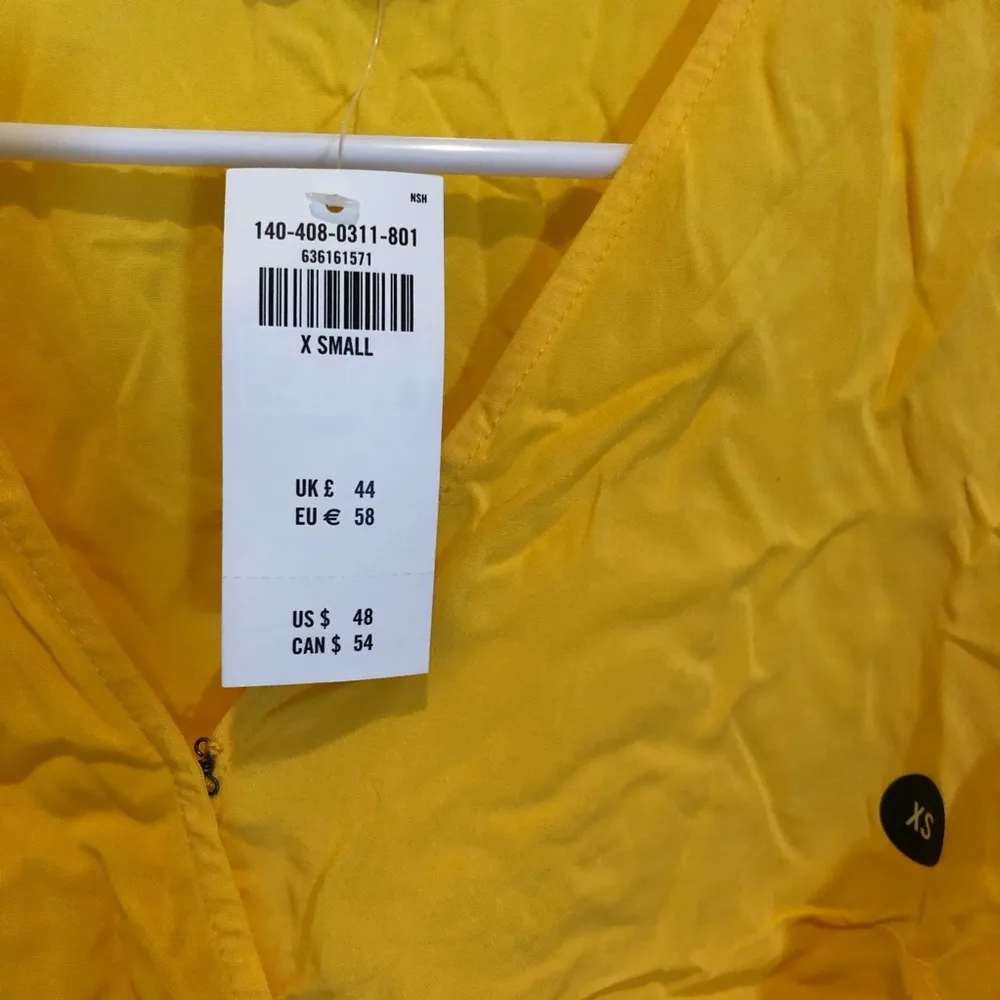 NSH
140-408-0311-801
636161571
X SMALL
UK £ 44
EU € 58
US $ 48
CAN $ 54
XS